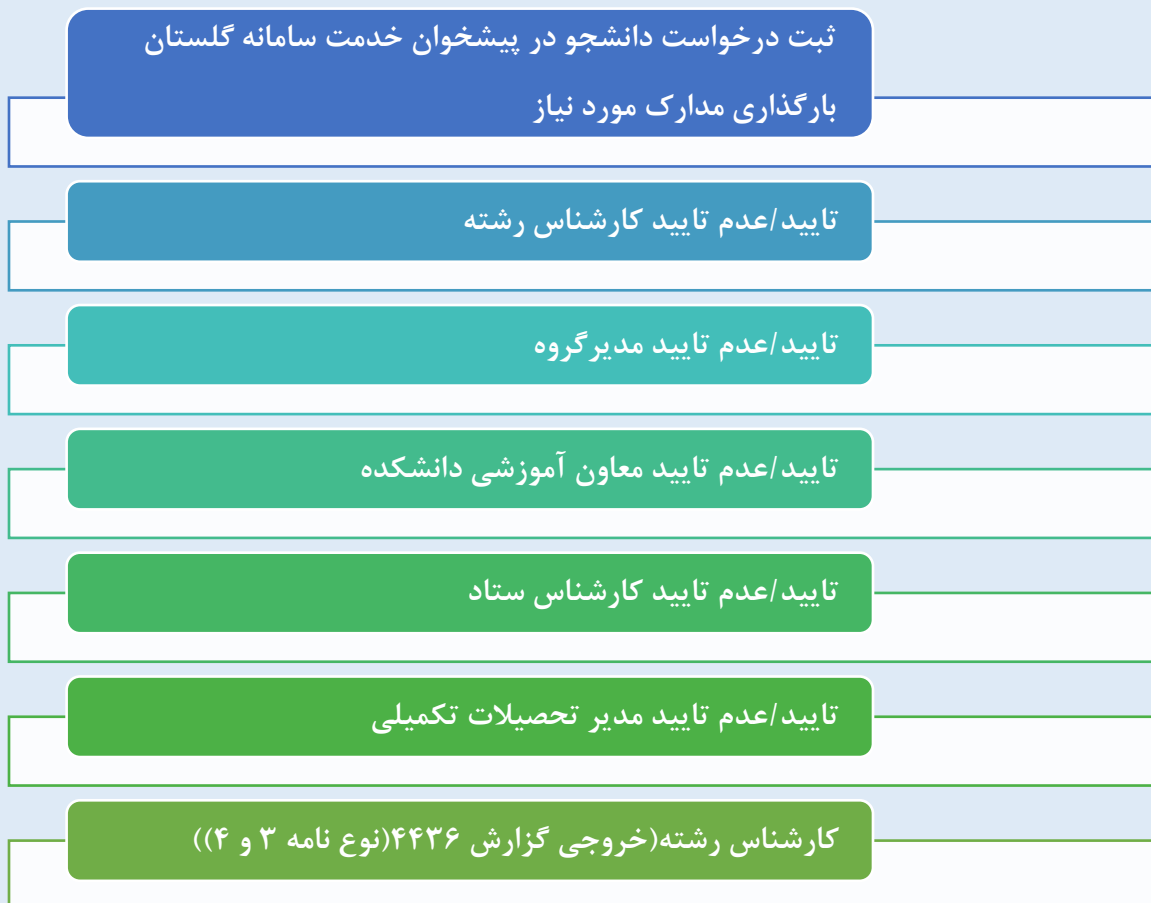 ثبت درخواست دانشجو در پیشخوان خدمت سامانه گلستان
بارگذاری مدارک مورد نیاز
تایید/عدم تایید کارشناس رشته
تایید/عدم تایید مدیرگروه
تایید/عدم تایید معاون آموزشی دانشکده
تایید/عدم تایید کارشناس ستاد
تایید/عدم تایید مدیر تحصیلات تکمیلی
کارشناس رشته(خروجی گزارش ۴۴۳۶(نوع نامه ۳ و ۴))